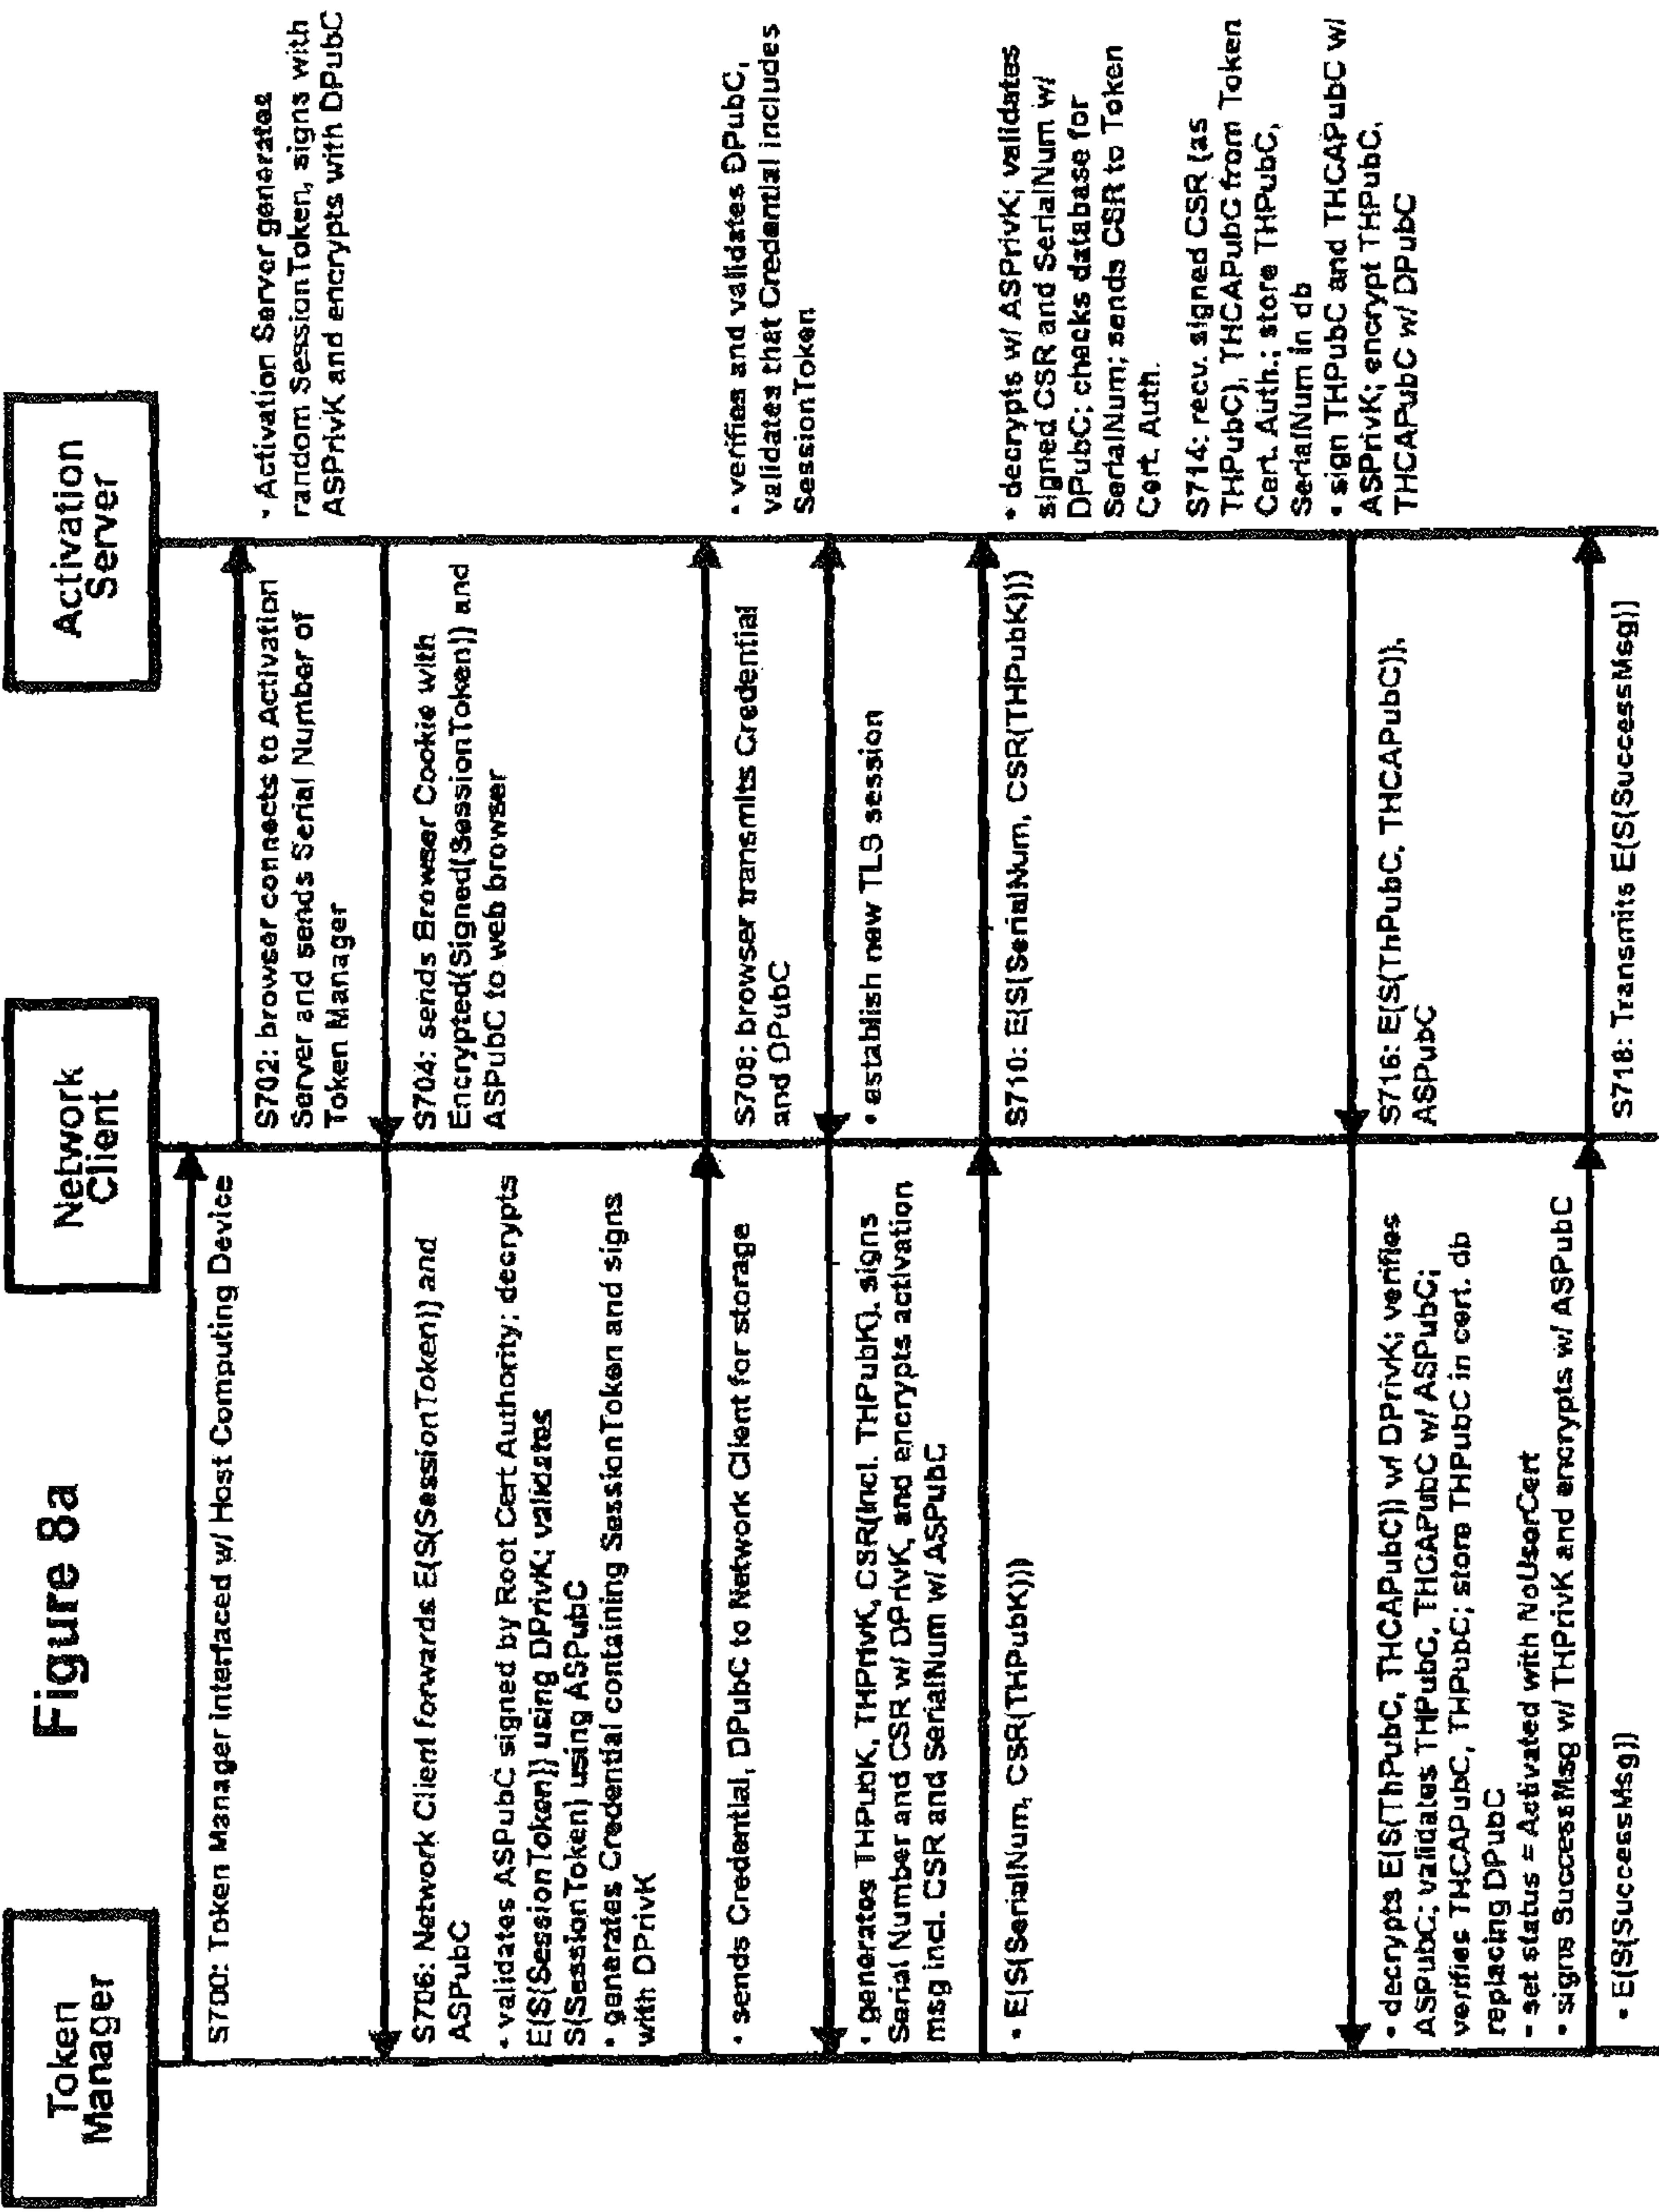 Figure 8a
Token
Manager
Network
Client
Activation
Server
S700: Token Manager interfaced w/ Host Computing Device
S702: browser connects to Activation
Server and sends Serial Number of
Token Manager
• Activation Server generates
random SessionToken, signs with
ASPrivK and encrypts with DPubC
S704: sends Browser Cookie with
Encrypted(Signed(SessionToken)) and
ASPubC to web browser
S706: Network Client forwards E(S(SessionToken)) and
ASPubC
• validates ASPubC signed by Root Cert Authority; decrypts
E(S(SessionToken)) using DPrivK; validates
S(SessionToken) using ASPubC
• generates Credential containing SessionToken and signs
with DPrivK
• sends Credential, DPubC to Network Client for storage
S708: browser transmits Credential
and DPubC
• verifies and validates DPubC,
validates that Credential includes
SessionToken
• establish new TLS session
• generates THPubK, THPrivK, CSR(Incl. THPubK), signs
Serial Number and CSR w/ DPrivK, and encrypts activation
msg incl. CSR and SerialNum w/ ASPubC
• E(S(SerialNum, CSR(THPubK)))
S710: E(S(SerialNum, CSR(THPubK)))
• decrypts w/ ASPrivK; validates
signed CSR and SerialNum w/
DPubC; checks database for
SerialNum; sends CSR to Token
Cert. Auth.
S714: recv. signed CSR (as
THPubC), THCAPubC from Token
Cert. Auth.; store THPubC,
SerialNum in db
• sign THPubC and THCAPubC w/
ASPrivK; encrypt THPubC,
THCAPubC w/ DPubC
S716: E(S(ThPubC, THCAPubC)),
ASPubC
• decrypts E(S(ThPubC, THCAPubC)) w/ DPrivK; verifies
ASPubC; validates THPubC, THCAPubC w/ ASPubC;
verifies THCAPubC, THPubC; store THPubC in cert. db
replacing DPubC
- set status = Activated with NoUserCert
• signs SuccessMsg w/ THPrivK and encrypts w/ ASPubC
• E(S(SuccessMsg))
S718: Transmits E(S(SuccessMsg))